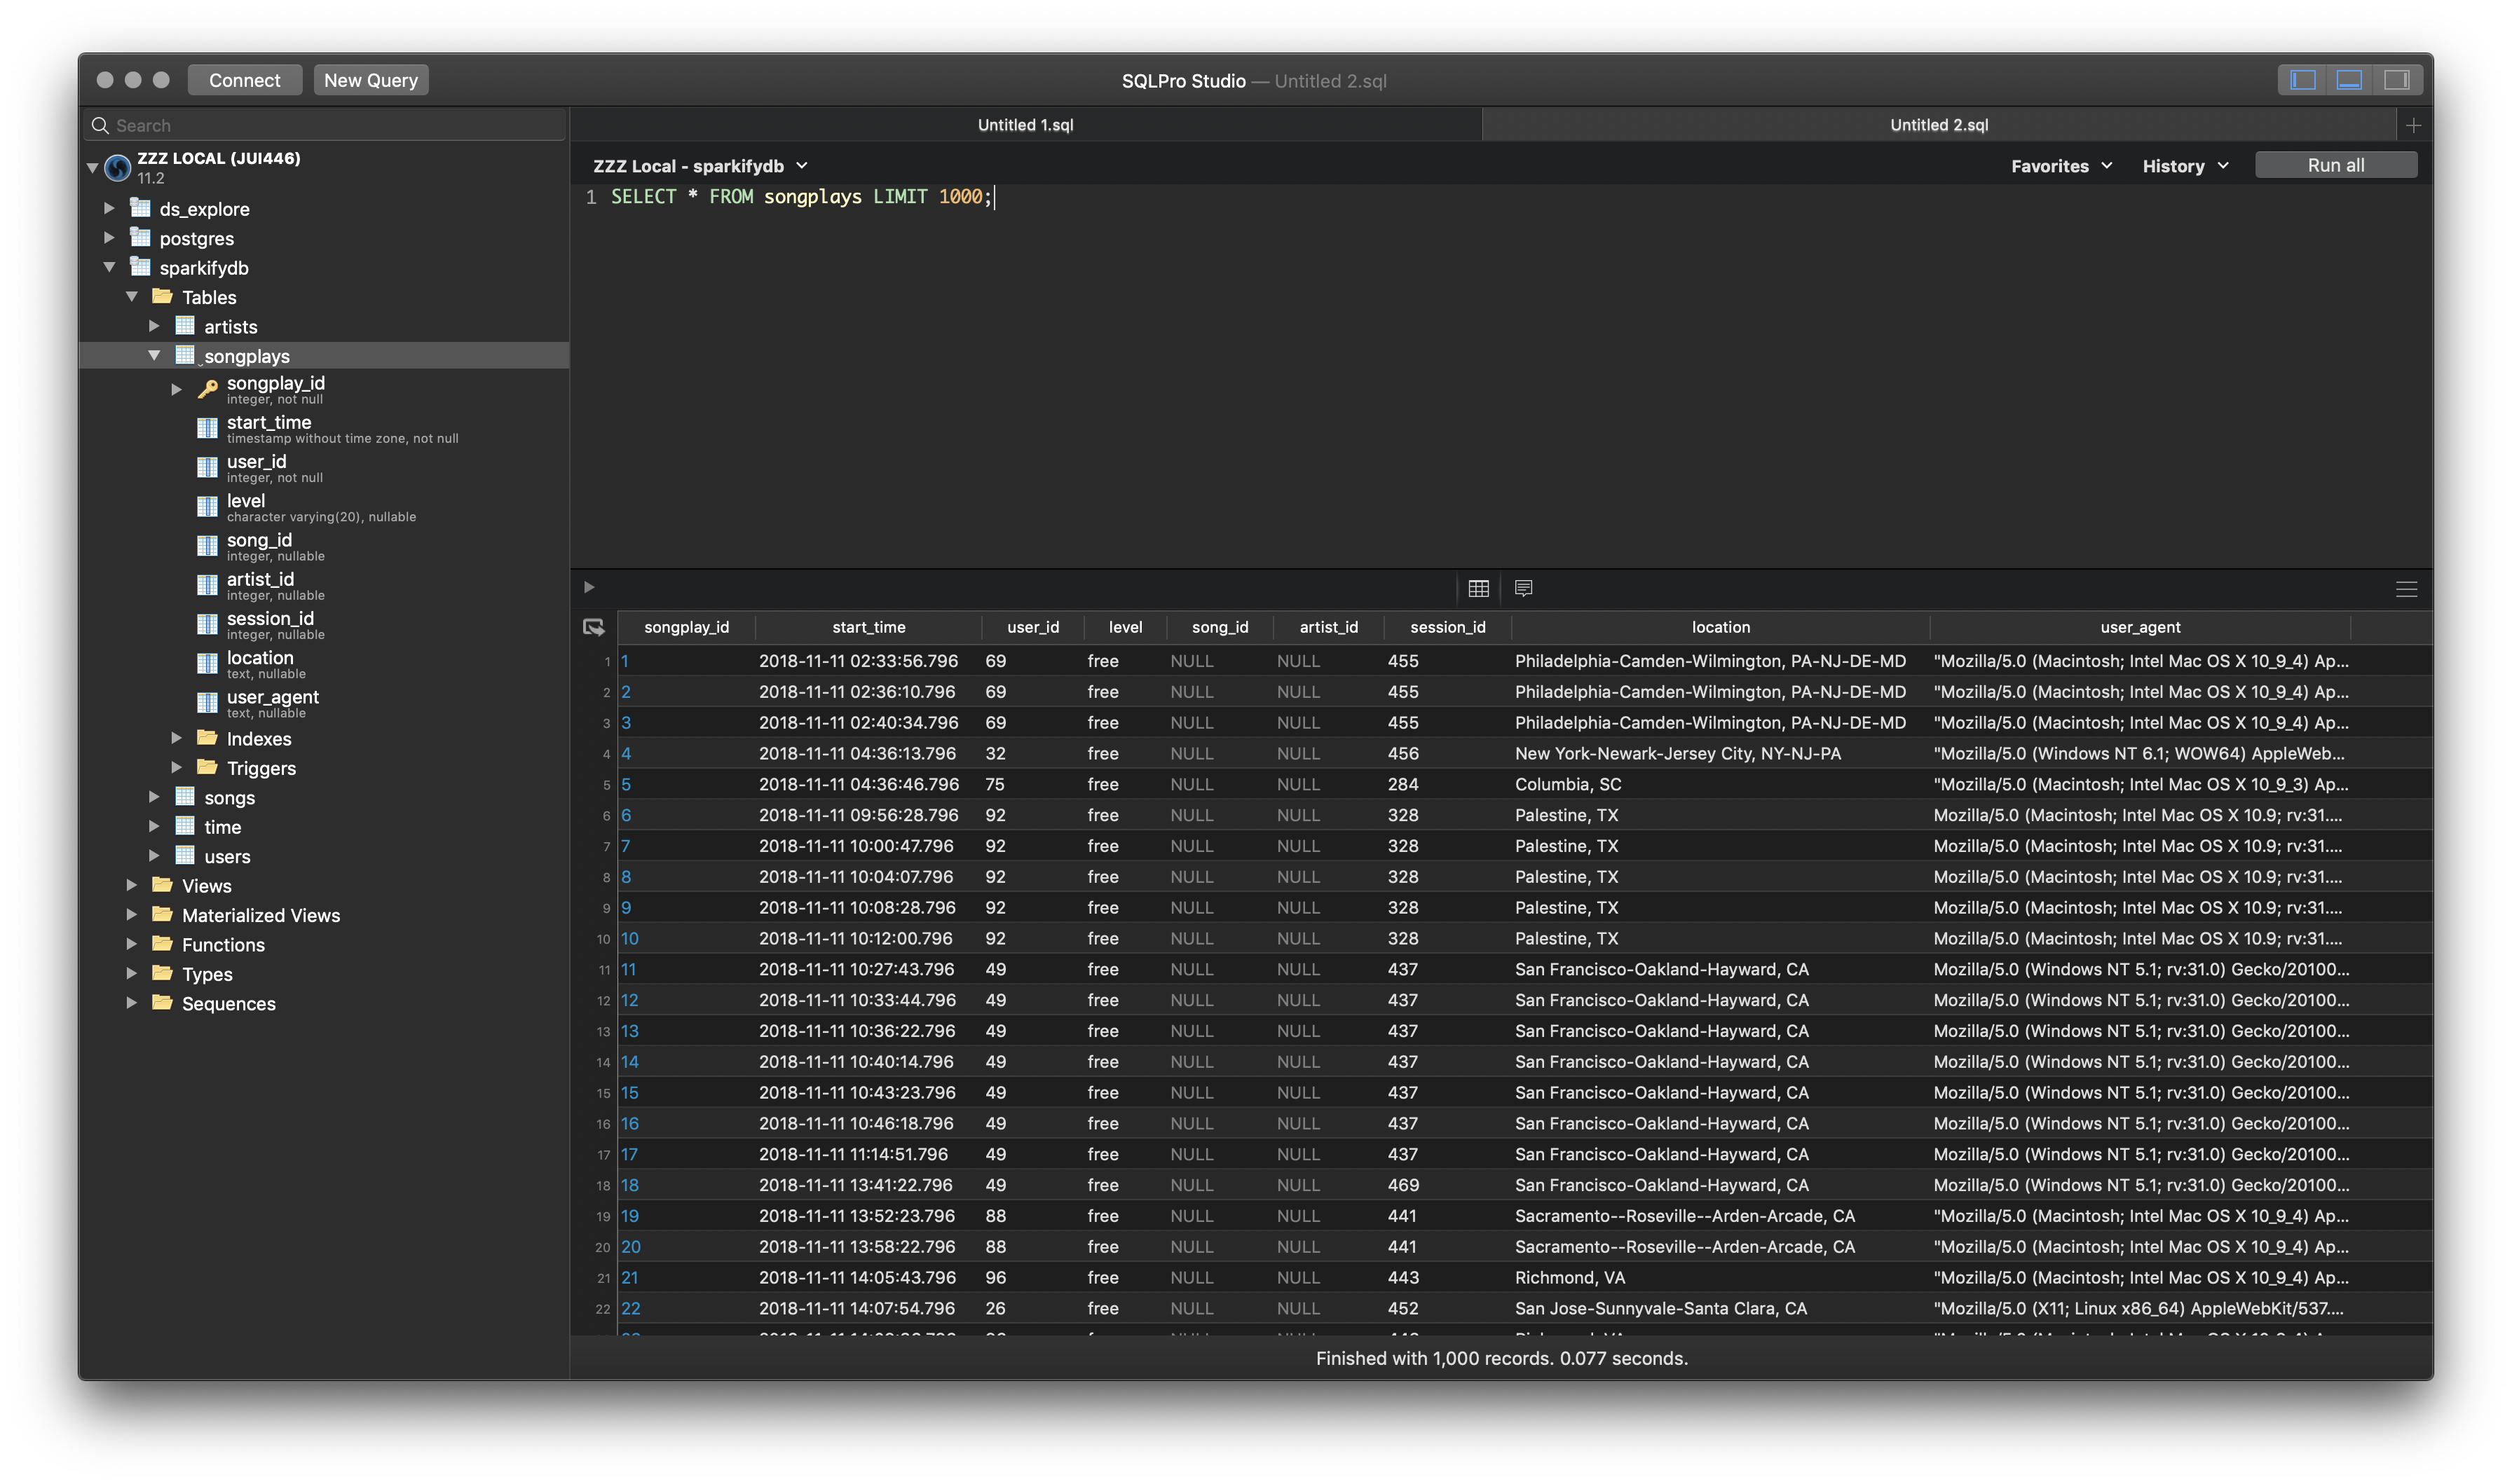 Connect New Query SQLPro Studio — Untitled 2.sql
Search
ZZZ LOCAL (JUI446)
11.2
ds_explore
postgres
sparkifydb
Tables
artists
songplays
songplay_id
integer, not null
start_time
timestamp without time zone, not null
user_id
integer, not null
level
character varying(20), nullable
song_id
integer, nullable
artist_id
integer, nullable
session_id
integer, nullable
location
text, nullable
user_agent
text, nullable
Indexes
Triggers
songs
time
users
Views
Materialized Views
Functions
Types
Sequences
Untitled 1.sql Untitled 2.sql
ZZZ Local - sparkifydb Favorites History Run all
1 SELECT * FROM songplays LIMIT 1000;
songplay_id start_time user_id level song_id artist_id session_id location user_agent
1 1 2018-11-11 02:33:56.796 69 free NULL NULL 455 Philadelphia-Camden-Wilmington, PA-NJ-DE-MD "Mozilla/5.0 (Macintosh; Intel Mac OS X 10_9_4) Ap...
2 2 2018-11-11 02:36:10.796 69 free NULL NULL 455 Philadelphia-Camden-Wilmington, PA-NJ-DE-MD "Mozilla/5.0 (Macintosh; Intel Mac OS X 10_9_4) Ap...
3 3 2018-11-11 02:40:34.796 69 free NULL NULL 455 Philadelphia-Camden-Wilmington, PA-NJ-DE-MD "Mozilla/5.0 (Macintosh; Intel Mac OS X 10_9_4) Ap...
4 4 2018-11-11 04:36:13.796 32 free NULL NULL 456 New York-Newark-Jersey City, NY-NJ-PA "Mozilla/5.0 (Windows NT 6.1; WOW64) AppleWeb...
5 5 2018-11-11 04:36:46.796 75 free NULL NULL 284 Columbia, SC "Mozilla/5.0 (Macintosh; Intel Mac OS X 10_9_3) Ap...
6 6 2018-11-11 09:56:28.796 92 free NULL NULL 328 Palestine, TX Mozilla/5.0 (Macintosh; Intel Mac OS X 10.9; rv:31....
7 7 2018-11-11 10:00:47.796 92 free NULL NULL 328 Palestine, TX Mozilla/5.0 (Macintosh; Intel Mac OS X 10.9; rv:31....
8 8 2018-11-11 10:04:07.796 92 free NULL NULL 328 Palestine, TX Mozilla/5.0 (Macintosh; Intel Mac OS X 10.9; rv:31....
9 9 2018-11-11 10:08:28.796 92 free NULL NULL 328 Palestine, TX Mozilla/5.0 (Macintosh; Intel Mac OS X 10.9; rv:31....
10 10 2018-11-11 10:12:00.796 92 free NULL NULL 328 Palestine, TX Mozilla/5.0 (Macintosh; Intel Mac OS X 10.9; rv:31....
11 11 2018-11-11 10:27:43.796 49 free NULL NULL 437 San Francisco-Oakland-Hayward, CA Mozilla/5.0 (Windows NT 5.1; rv:31.0) Gecko/20100...
12 12 2018-11-11 10:33:44.796 49 free NULL NULL 437 San Francisco-Oakland-Hayward, CA Mozilla/5.0 (Windows NT 5.1; rv:31.0) Gecko/20100...
13 13 2018-11-11 10:36:22.796 49 free NULL NULL 437 San Francisco-Oakland-Hayward, CA Mozilla/5.0 (Windows NT 5.1; rv:31.0) Gecko/20100...
14 14 2018-11-11 10:40:14.796 49 free NULL NULL 437 San Francisco-Oakland-Hayward, CA Mozilla/5.0 (Windows NT 5.1; rv:31.0) Gecko/20100...
15 15 2018-11-11 10:43:23.796 49 free NULL NULL 437 San Francisco-Oakland-Hayward, CA Mozilla/5.0 (Windows NT 5.1; rv:31.0) Gecko/20100...
16 16 2018-11-11 10:46:18.796 49 free NULL NULL 437 San Francisco-Oakland-Hayward, CA Mozilla/5.0 (Windows NT 5.1; rv:31.0) Gecko/20100...
17 17 2018-11-11 11:14:51.796 49 free NULL NULL 437 San Francisco-Oakland-Hayward, CA Mozilla/5.0 (Windows NT 5.1; rv:31.0) Gecko/20100...
18 18 2018-11-11 13:41:22.796 49 free NULL NULL 469 San Francisco-Oakland-Hayward, CA Mozilla/5.0 (Windows NT 5.1; rv:31.0) Gecko/20100...
19 19 2018-11-11 13:52:23.796 88 free NULL NULL 441 Sacramento--Roseville--Arden-Arcade, CA "Mozilla/5.0 (Macintosh; Intel Mac OS X 10_9_4) Ap...
20 20 2018-11-11 13:58:22.796 88 free NULL NULL 441 Sacramento--Roseville--Arden-Arcade, CA "Mozilla/5.0 (Macintosh; Intel Mac OS X 10_9_4) Ap...
21 21 2018-11-11 14:05:43.796 96 free NULL NULL 443 Richmond, VA "Mozilla/5.0 (Macintosh; Intel Mac OS X 10_9_4) Ap...
22 22 2018-11-11 14:07:54.796 26 free NULL NULL 452 San Jose-Sunnyvale-Santa Clara, CA "Mozilla/5.0 (X11; Linux x86_64) AppleWebKit/537....
Finished with 1,000 records. 0.077 seconds.